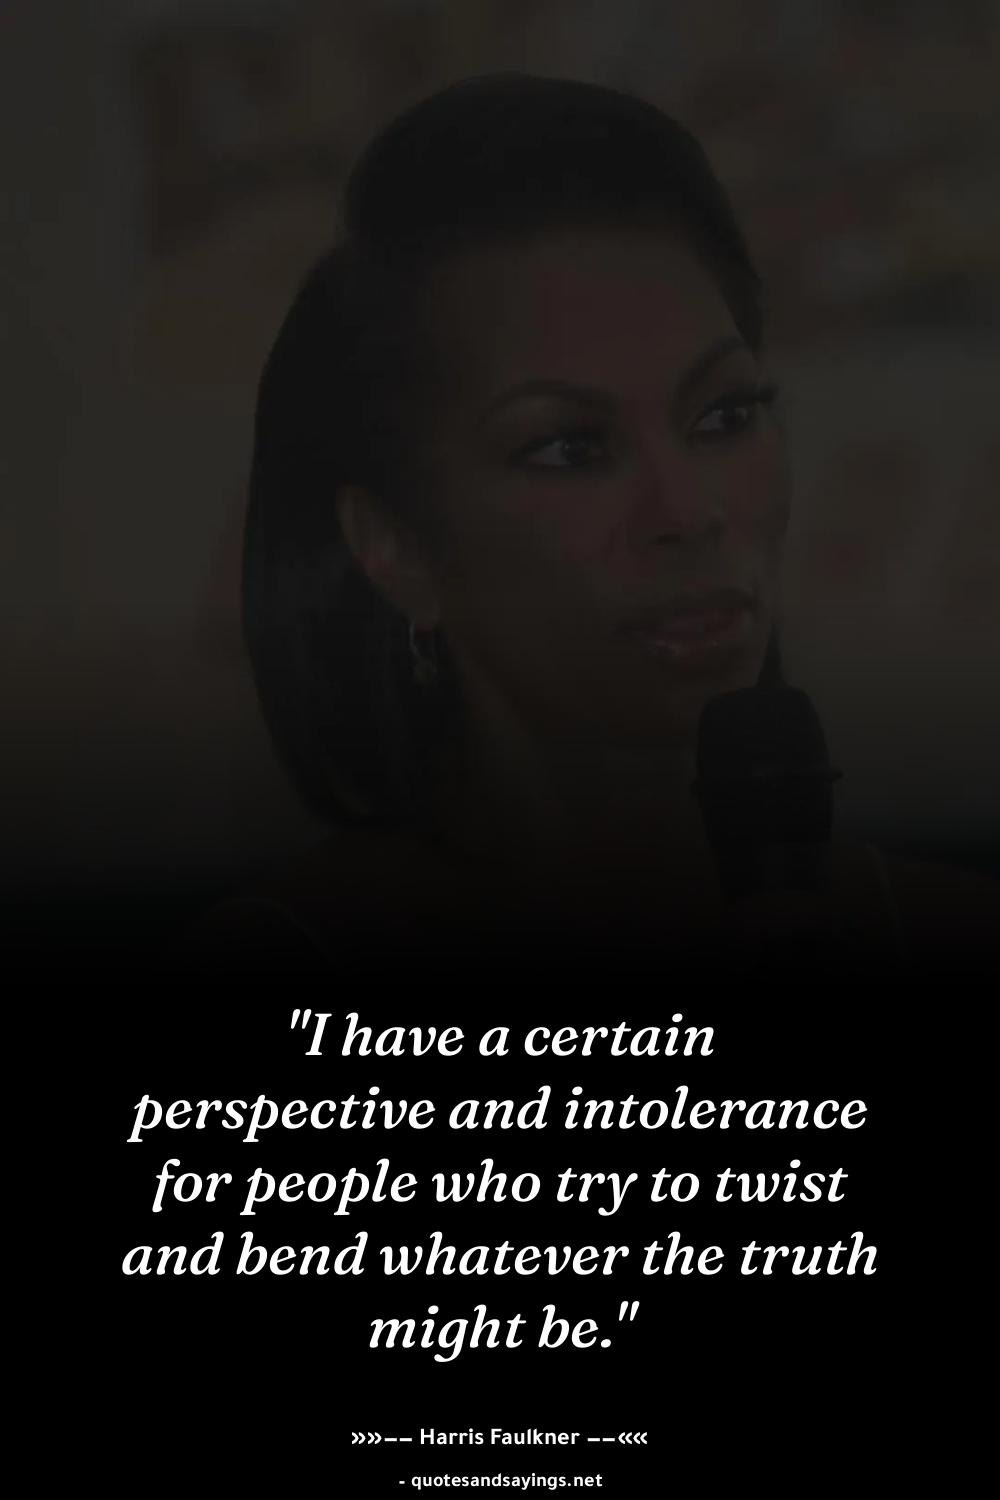 "I have a certain
perspective and intolerance
for people who try to twist
and bend whatever the truth
might be."
»»–– Harris Faulkner ––««
- quotesandsayings.net